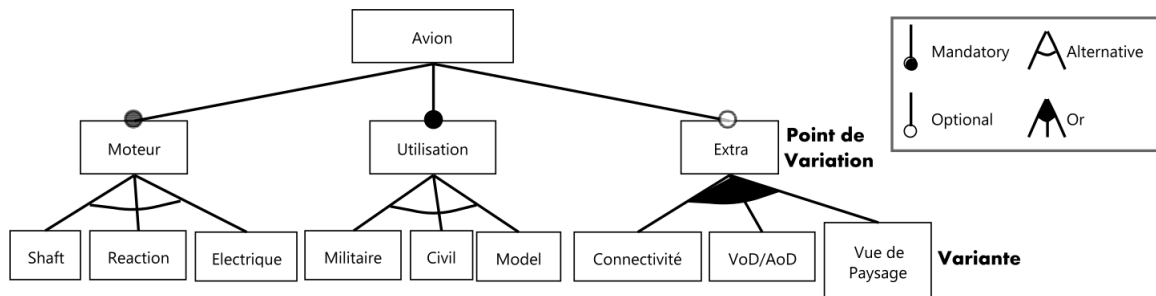 Avion
Mandatory
Alternative
Optional
Or
Moteur
Utilisation
Extra
Point de
Variation
Shaft
Reaction
Electrique
Militaire
Civil
Model
Connectivité
VoD/AoD
Vue de
Paysage
Variante